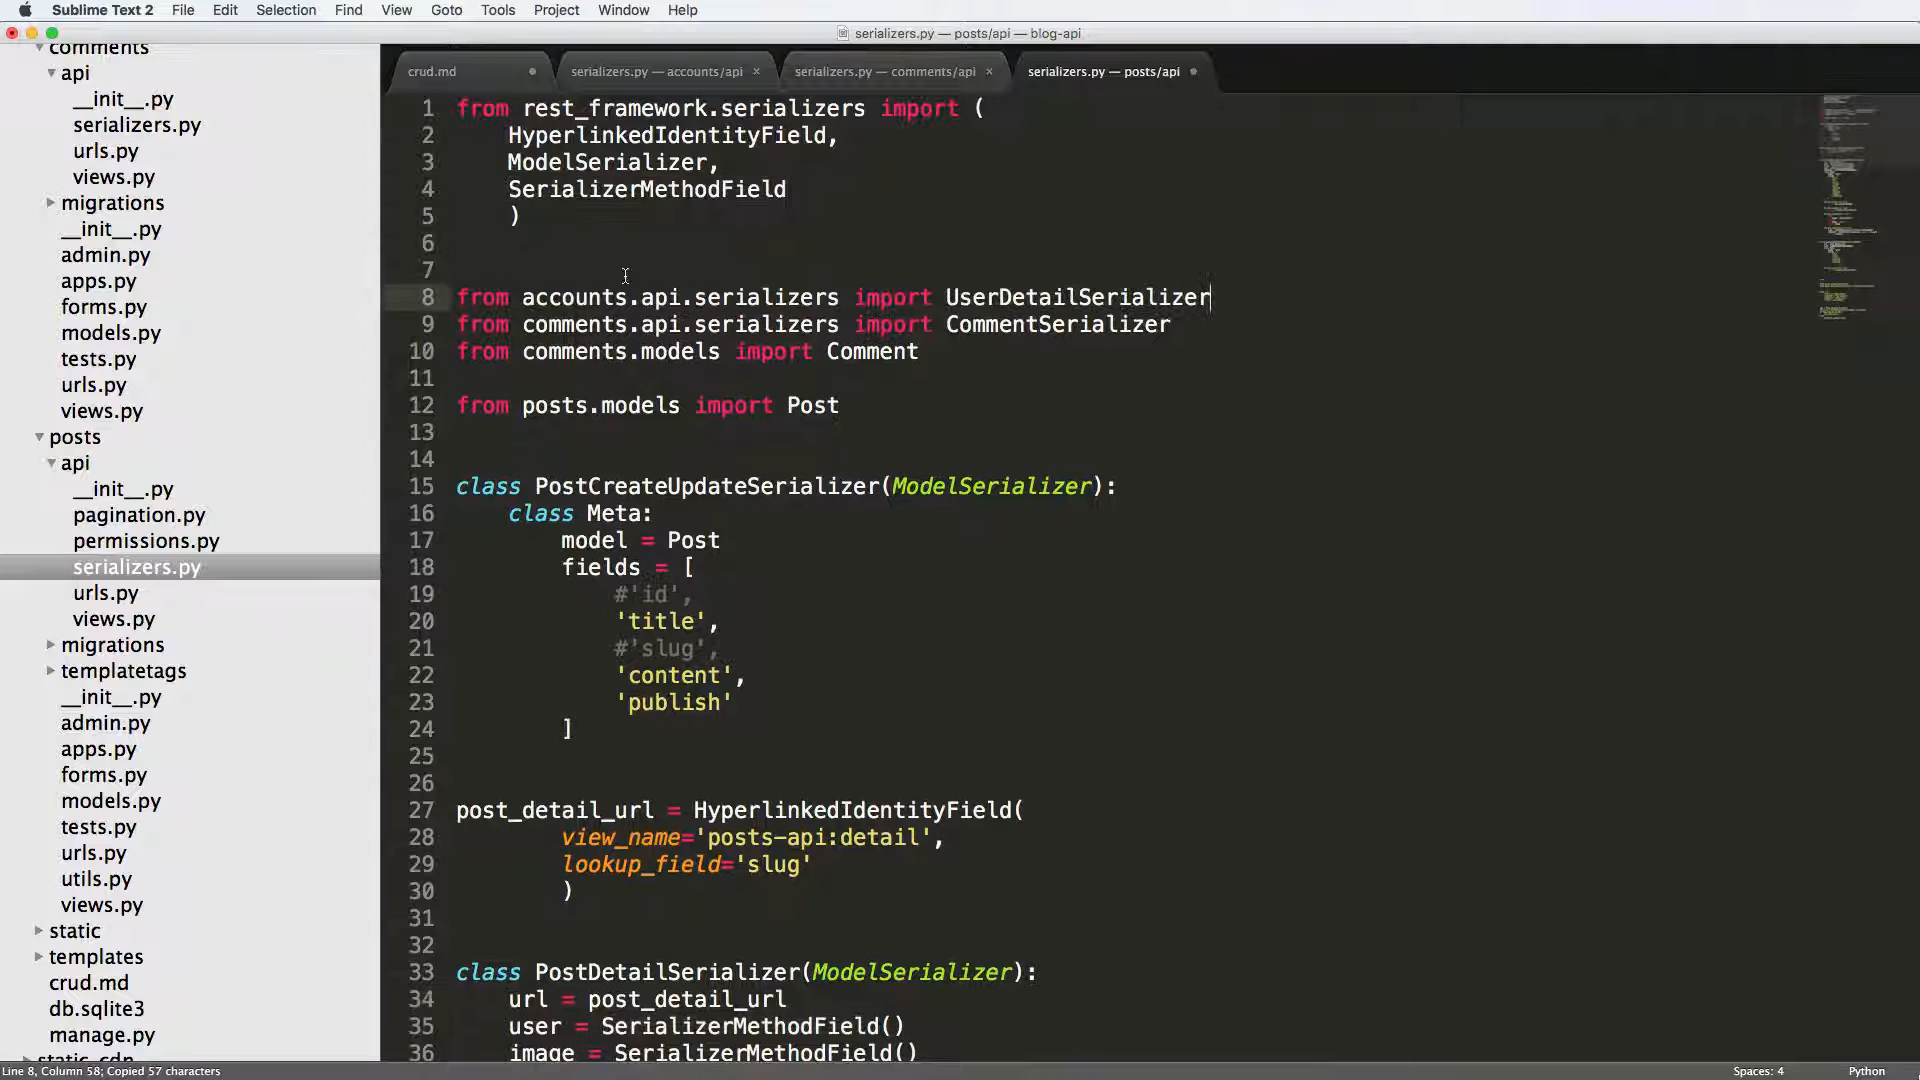 Sublime Text 2 File Edit Selection Find View Goto Tools Project Window Help
serializers.py — posts/api — blog-api
comments
api
__init__.py
serializers.py
urls.py
views.py
migrations
__init__.py
admin.py
apps.py
forms.py
models.py
tests.py
urls.py
views.py
posts
api
__init__.py
pagination.py
permissions.py
serializers.py
urls.py
views.py
migrations
templatetags
__init__.py
admin.py
apps.py
forms.py
models.py
tests.py
urls.py
utils.py
views.py
static
templates
crud.md
db.sqlite3
manage.py
static_cdn
crud.md serializers.py — accounts/api × serializers.py — comments/api × serializers.py — posts/api
1 from rest_framework.serializers import (
2 HyperlinkedIdentityField,
3 ModelSerializer,
4 SerializerMethodField
5 )
6
7
8 from accounts.api.serializers import UserDetailSerializer
9 from comments.api.serializers import CommentSerializer
10 from comments.models import Comment
11
12 from posts.models import Post
13
14
15 class PostCreateUpdateSerializer(ModelSerializer):
16 class Meta:
17 model = Post
18 fields = [
19 #'id',
20 'title',
21 #'slug',
22 'content',
23 'publish'
24 ]
25
26
27 post_detail_url = HyperlinkedIdentityField(
28 view_name='posts-api:detail',
29 lookup_field='slug'
30 )
31
32
33 class PostDetailSerializer(ModelSerializer):
34 url = post_detail_url
35 user = SerializerMethodField()
36 image = SerializerMethodField()
Line 8, Column 58; Copied 57 characters Spaces: 4 Python